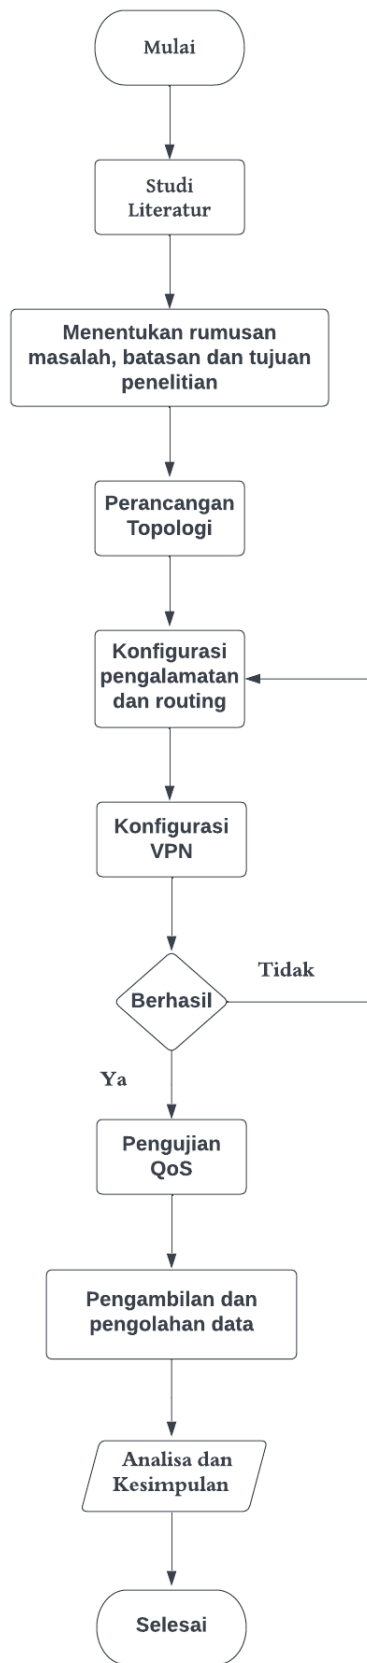 Mulai
Studi
Literatur
Menentukan rumusan
masalah, batasan dan tujuan
penelitian
Perancangan
Topologi
Konfigurasi
pengalamatan
dan routing
Konfigurasi
VPN
Berhasil
Tidak
Ya
Pengujian
QoS
Pengambilan dan
pengolahan data
Analisa dan
Kesimpulan
Selesai